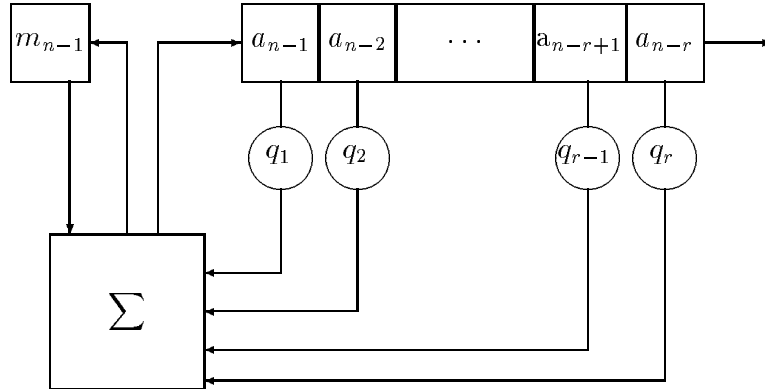 m_{n-1} a_{n-1} a_{n-2} ··· a_{n-r+1} a_{n-r}
q_1 q_2 q_{r-1} q_r
∑